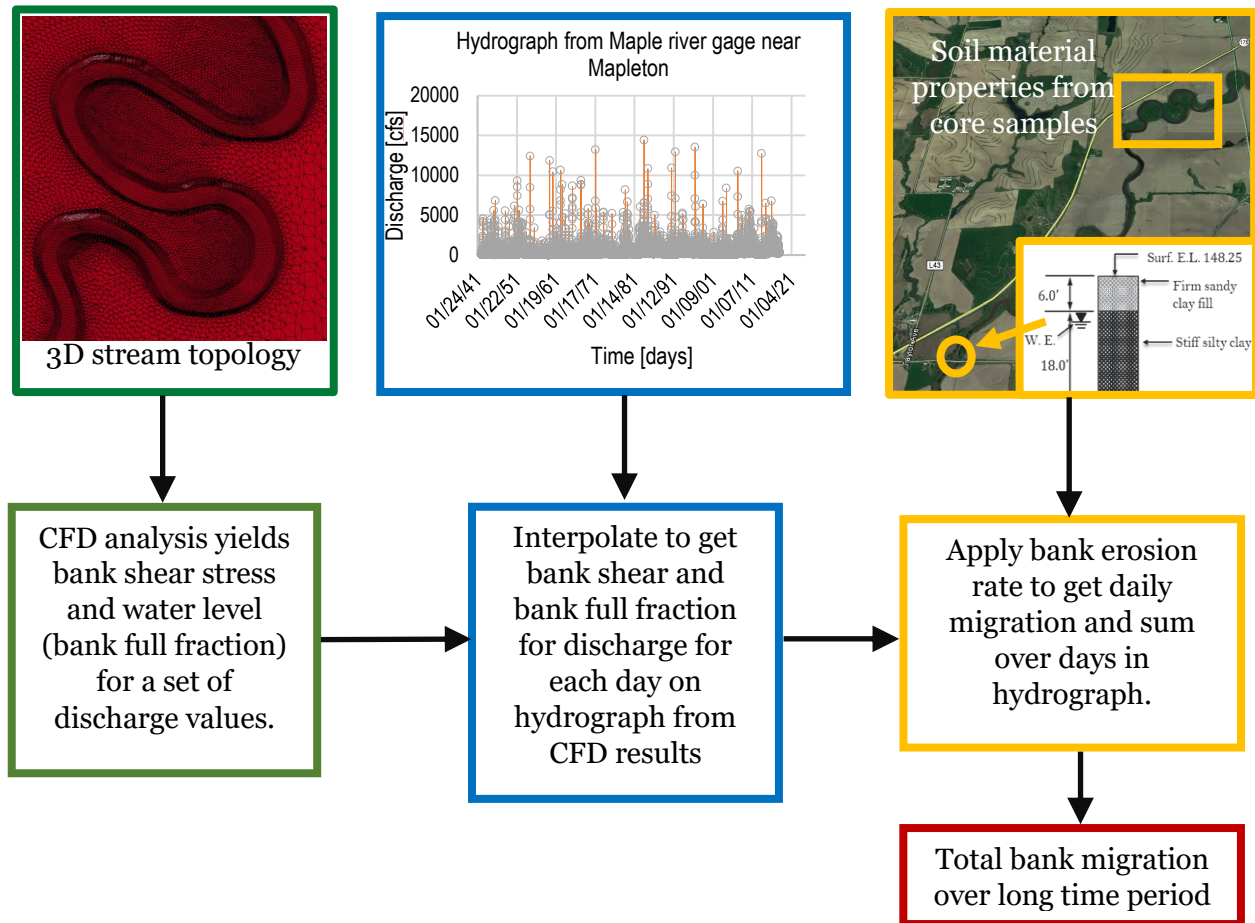 3D stream topology
Hydrograph from Maple river gage near
Mapleton
Discharge [cfs]
20000
15000
10000
5000
0
01/24/41
01/22/51
01/19/61
01/17/71
01/14/81
01/12/91
01/09/01
01/07/11
01/04/21
Time [days]
Soil material
properties from
core samples
L43
Surf. E.L. 148.25
Firm sandy
clay fill
6.0'
W. E.
18.0'
Stiff silty clay
CFD analysis yields
bank shear stress
and water level
(bank full fraction)
for a set of
discharge values.
Interpolate to get
bank shear and
bank full fraction
for discharge for
each day on
hydrograph from
CFD results
Apply bank erosion
rate to get daily
migration and sum
over days in
hydrograph.
Total bank migration
over long time period